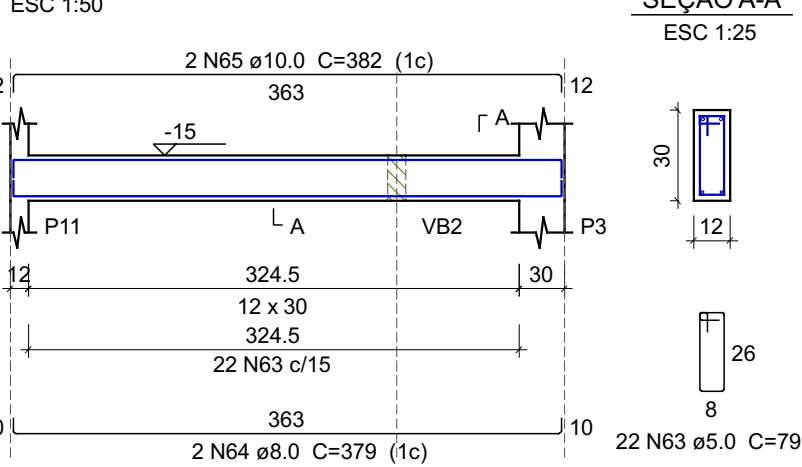 ESC 1:50
SEÇÃO A-A
ESC 1:25
2 N65 ø10.0 C=382 (1c)
12
363
A
-15
30
A
P11
VB2
P3
12
12
324.5
30
12 x 30
324.5
22 N63 c/15
26
8
363
10
2 N64 ø8.0 C=379 (1c)
22 N63 ø5.0 C=79